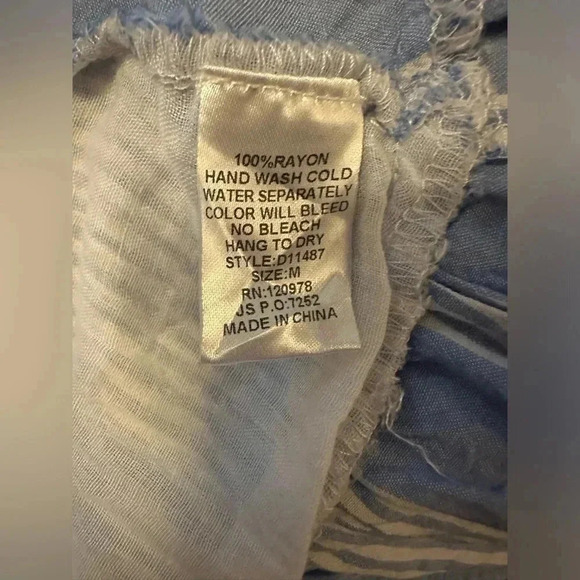 100%RAYON
HAND WASH COLD
WATER SEPARATELY
COLOR WILL BLEED
NO BLEACH
HANG TO DRY
STYLE:D11487
SIZE:M
RN:120978
JS P.O:7252
MADE IN CHINA